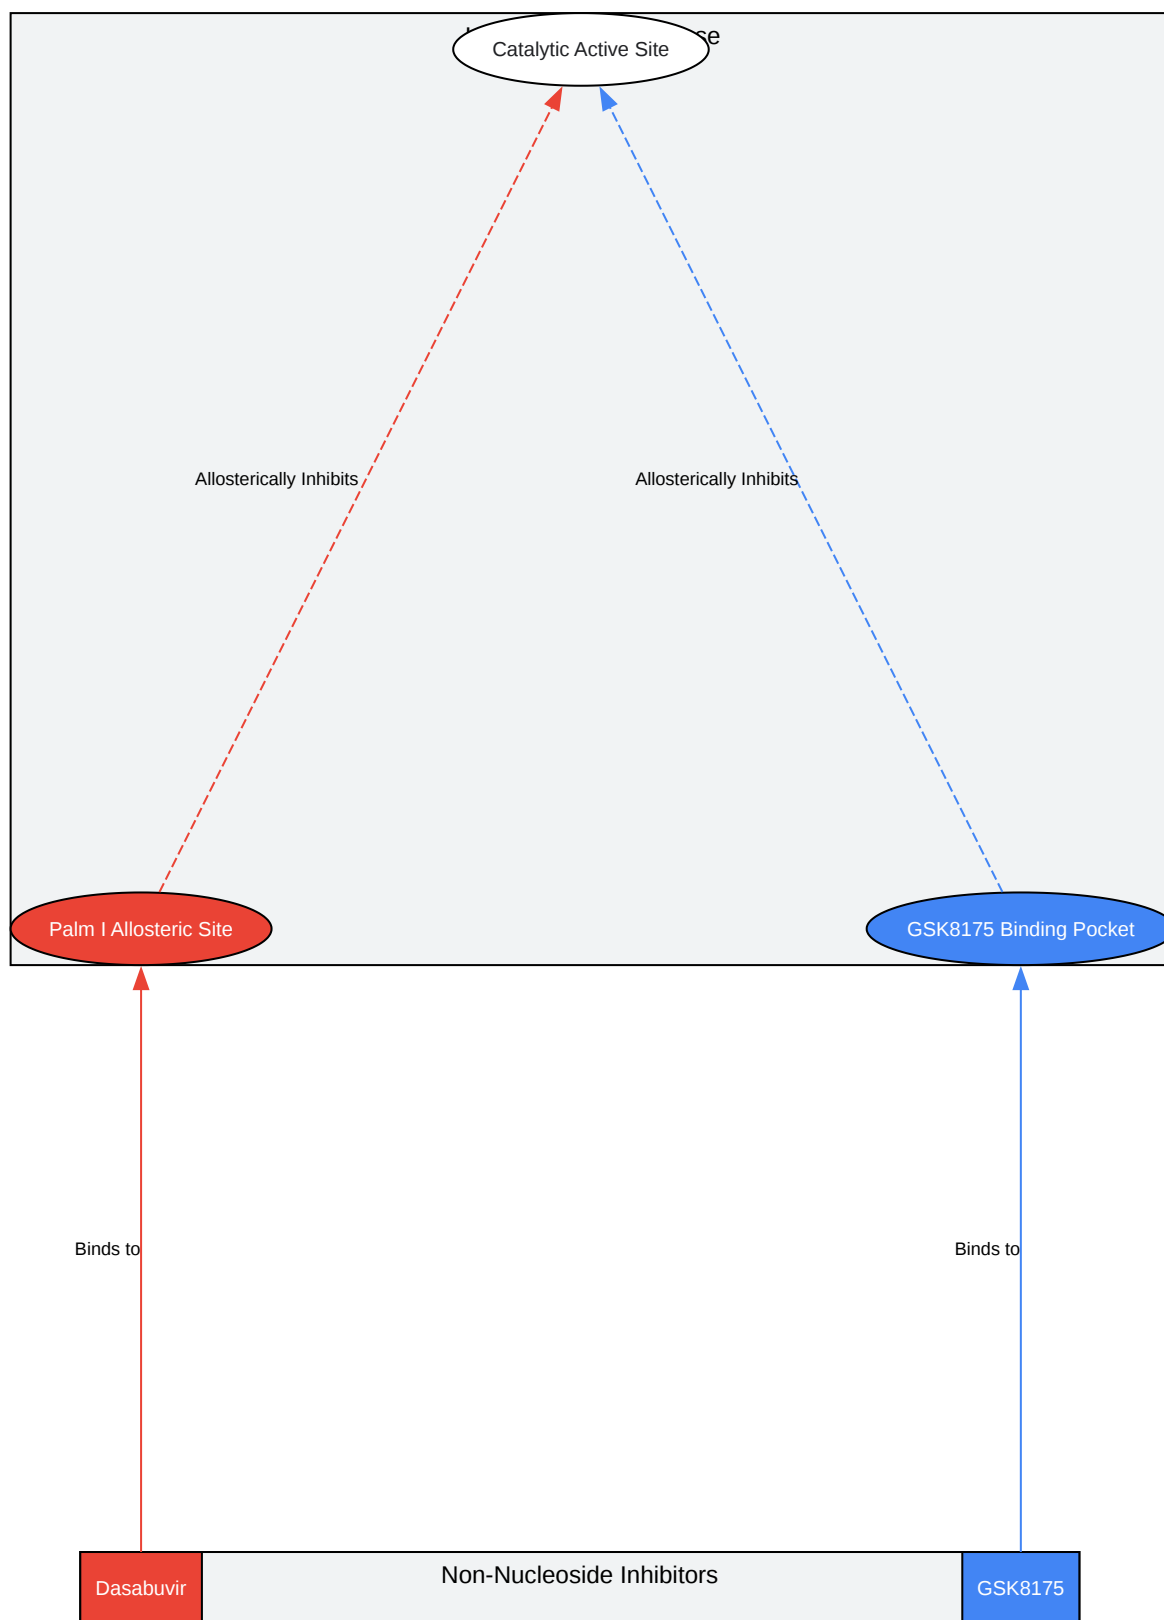 Catalytic Active Site
Allosterically Inhibits
Allosterically Inhibits
Palm I Allosteric Site
GSK8175 Binding Pocket
Binds to
Binds to
Dasabuvir
Non-Nucleoside Inhibitors
GSK8175